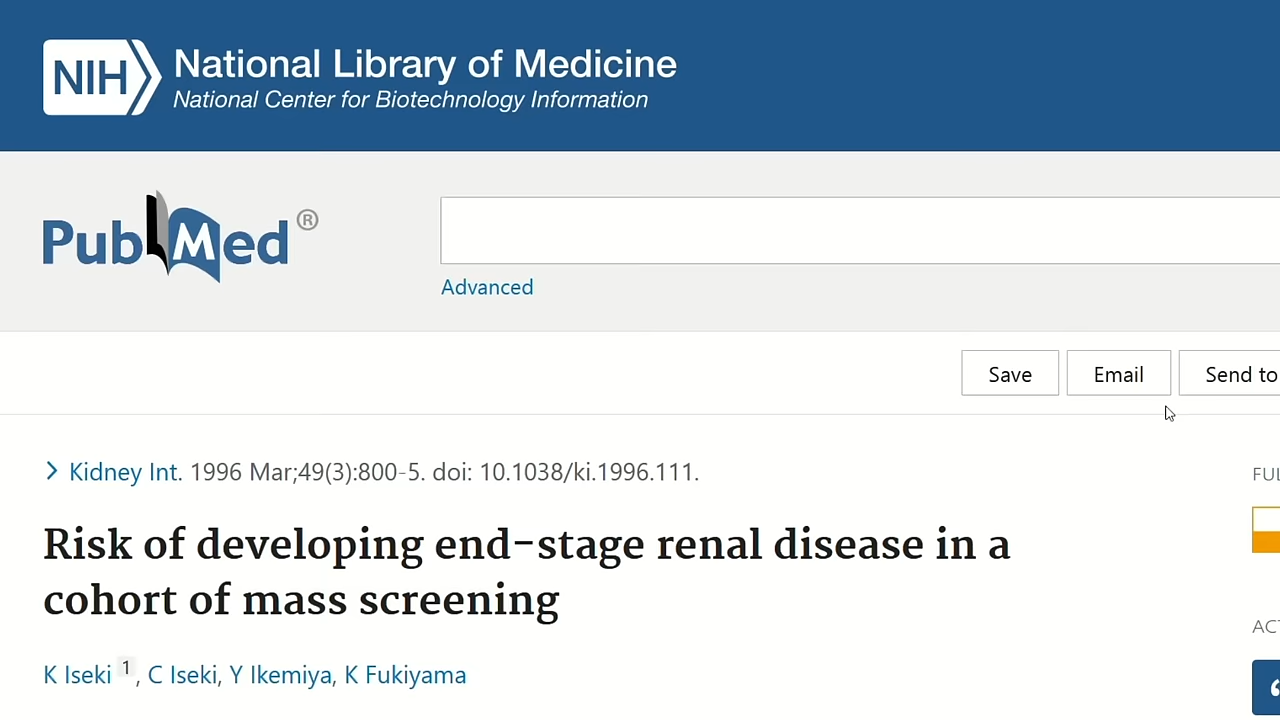 NIH
National Library of Medicine
National Center for Biotechnology Information
PubMed®
Advanced
Save
Email
Send to
Kidney Int. 1996 Mar;49(3):800-5. doi: 10.1038/ki.1996.111.
FUL
Risk of developing end-stage renal disease in a
cohort of mass screening
ACT
K Iseki 1, C Iseki, Y Ikemiya, K Fukiyama